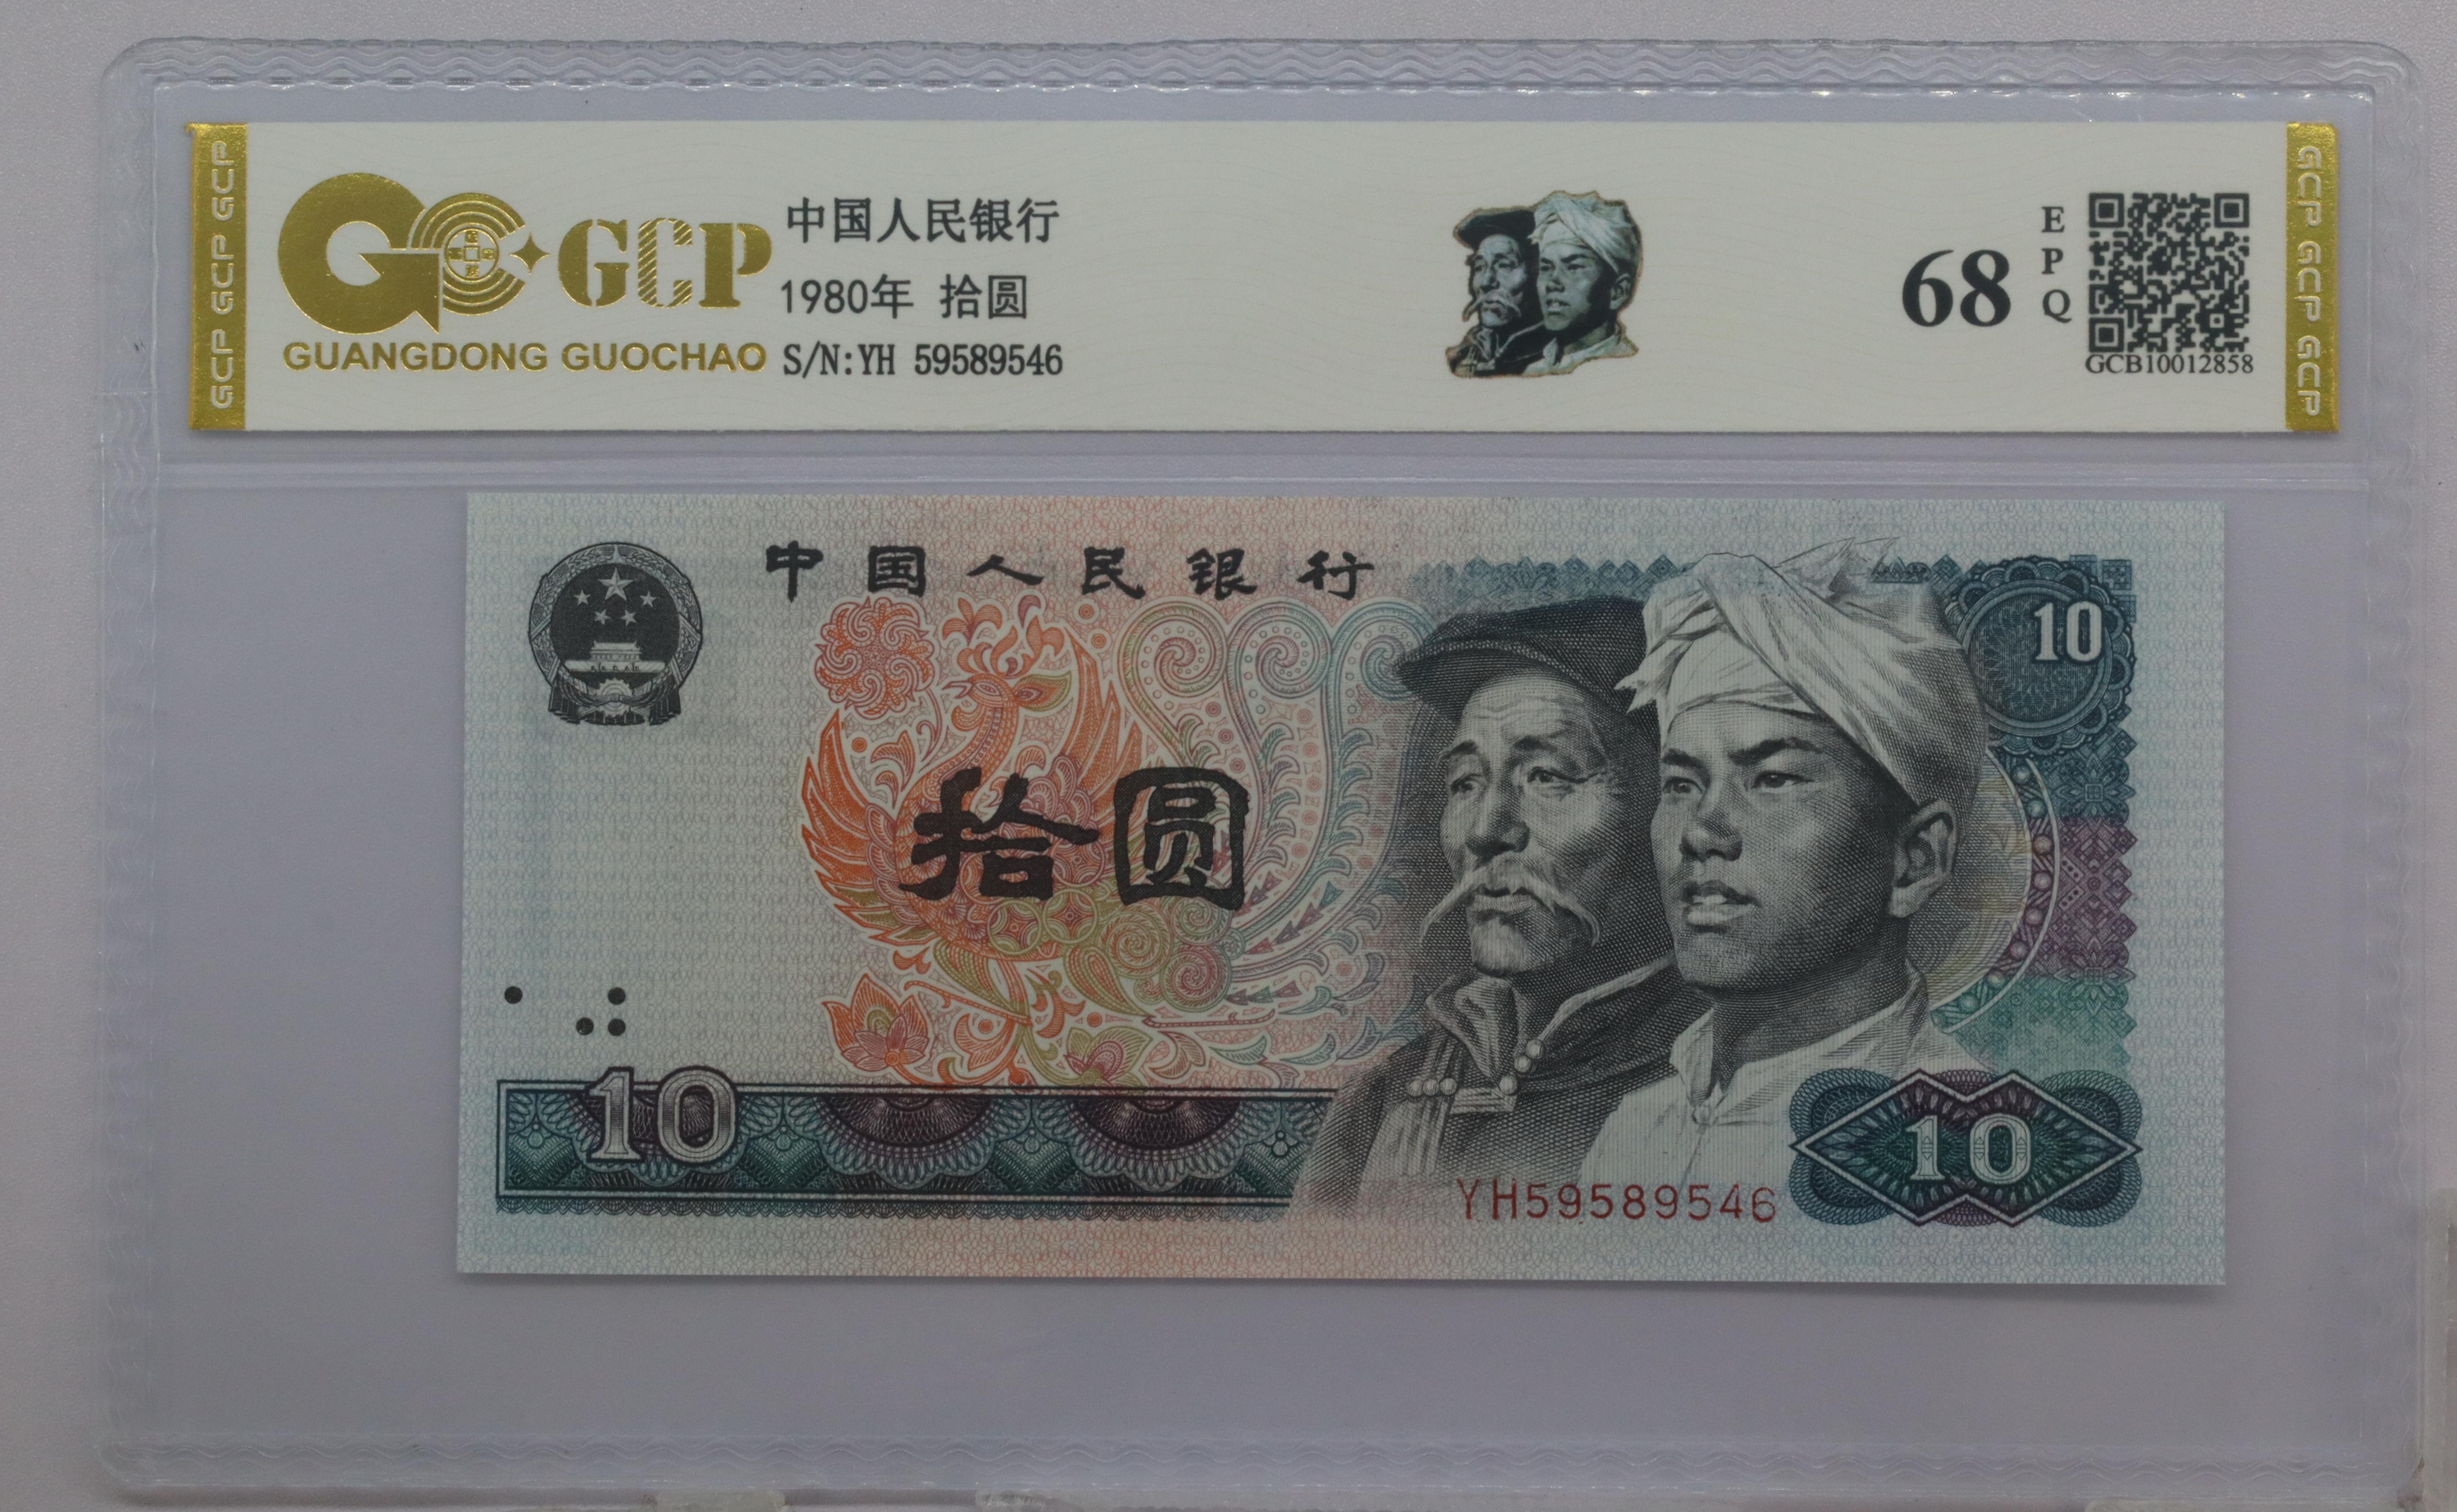 GCP GCP GCP
GCP
GUANGDONG GUOCHAO
中国人民银行
1980年 拾圆
S/N:YH 59589546
68
EPQ
GCB10012858
GCP GCP GCP
中国人民银行
10
拾圆
10
YH59589546
10